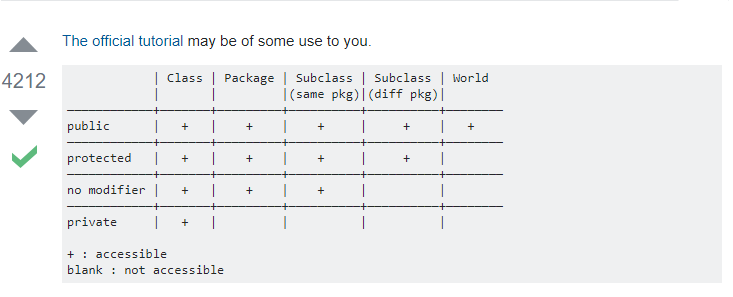 The official tutorial may be of some use to you.
4212
| Class | Package | Subclass | Subclass | World
| | |(same pkg)|(diff pkg)|
public | + | + | + | + | +
protected | + | + | + | + |
no modifier | + | + | + | |
private | + | | | |
+ : accessible
blank : not accessible